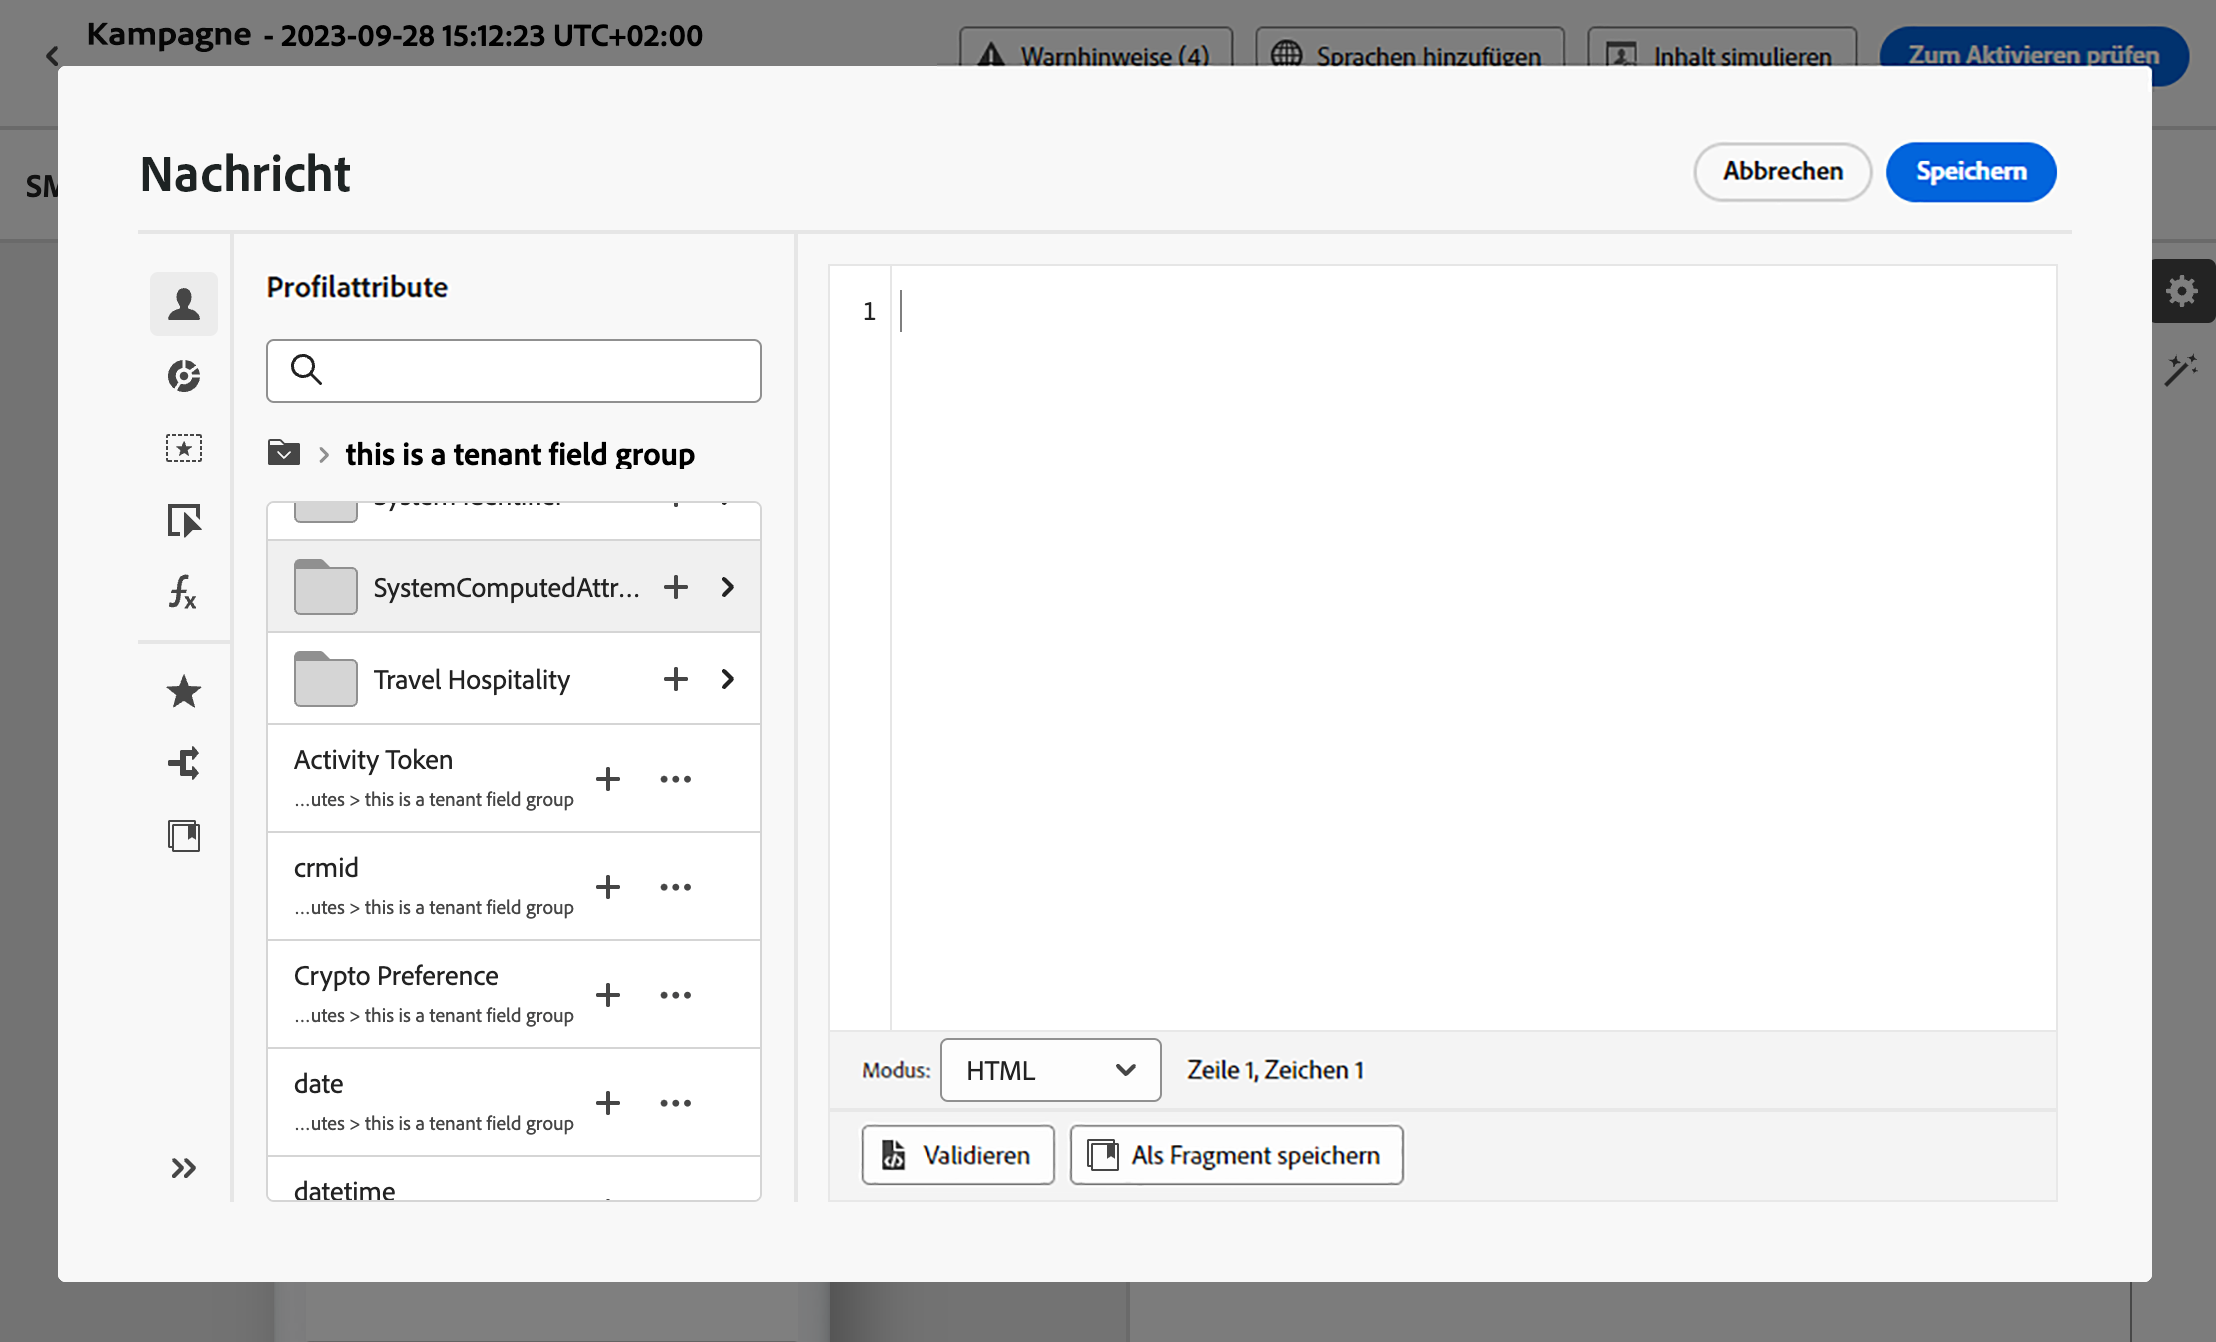 Kampagne - 2023-09-28 15:12:23 UTC+02:00
Warnhinweise (4)
Sprachen hinzufügen
Inhalt simulieren
Zum Aktivieren prüfen
Nachricht
Abbrechen
Speichern
Profilattribute
this is a tenant field group
SystemComputedAttr...
Travel Hospitality
Activity Token
...utes > this is a tenant field group
crmid
...utes > this is a tenant field group
Crypto Preference
...utes > this is a tenant field group
date
...utes > this is a tenant field group
datetime
1
Modus: HTML Zeile 1, Zeichen 1
Validieren
Als Fragment speichern